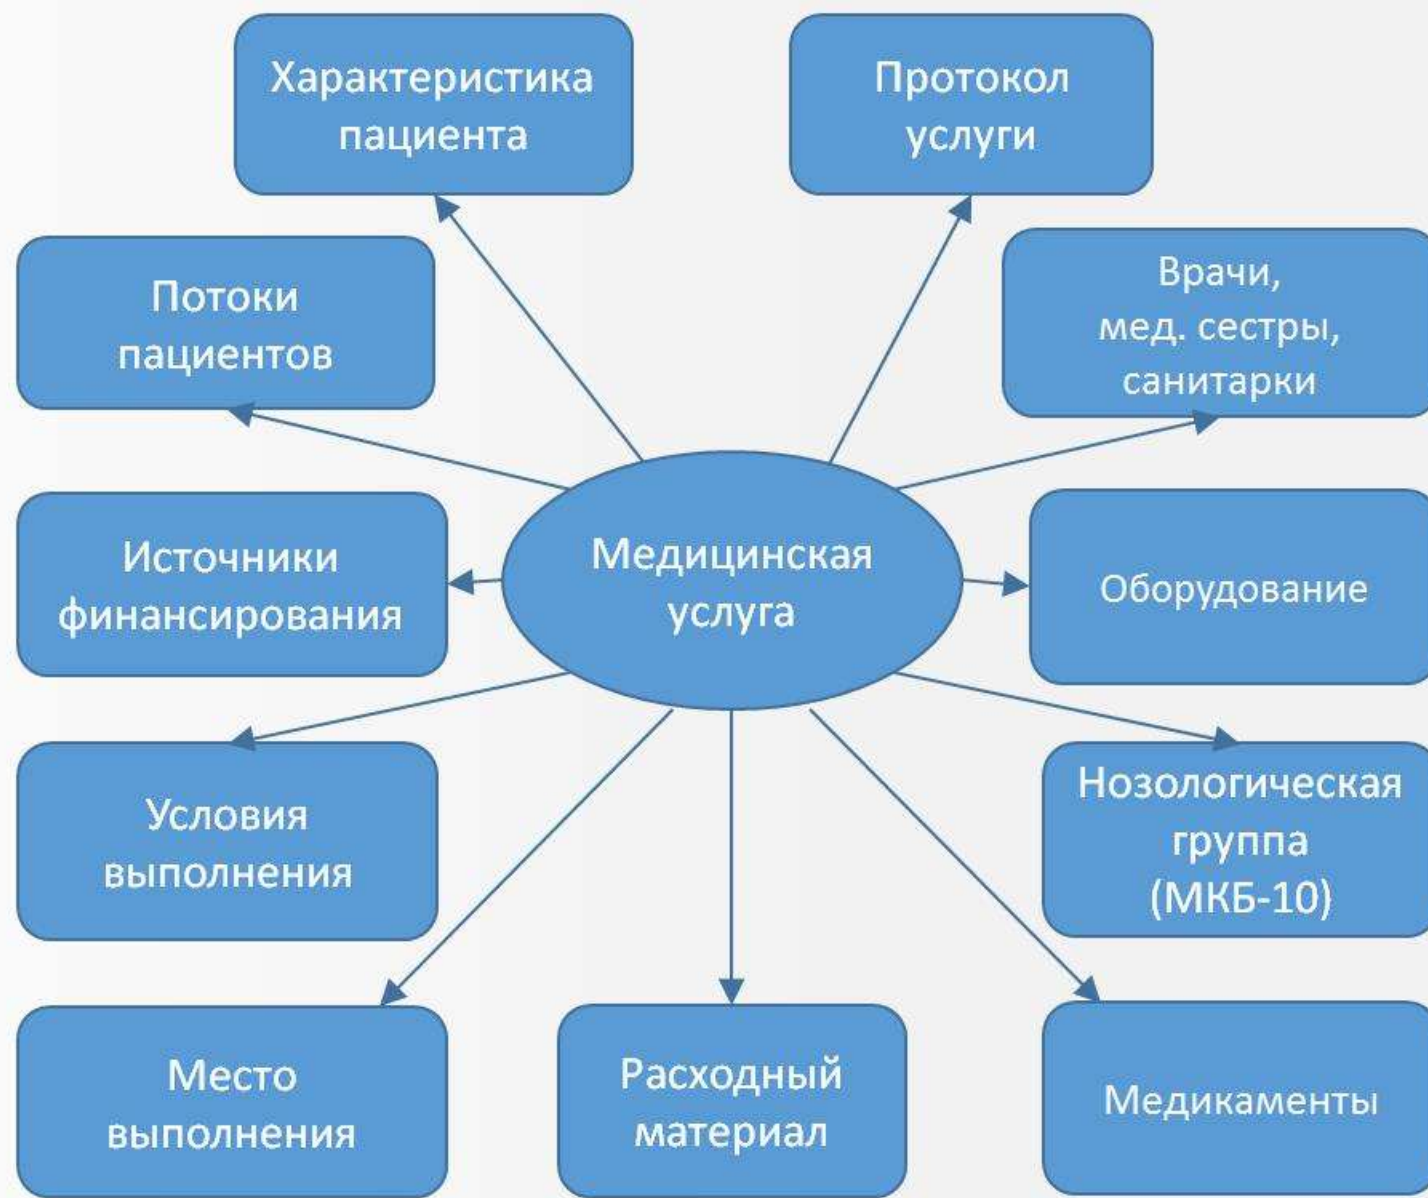 Характеристика
пациента
Протокол
услуги
Потоки
пациентов
Врачи,
мед. сестры,
санитарки
Источники
финансирования
Медицинская
услуга
Оборудование
Условия
выполнения
Нозологическая
группа
(МКБ-10)
Место
выполнения
Расходный
материал
Медикаменты